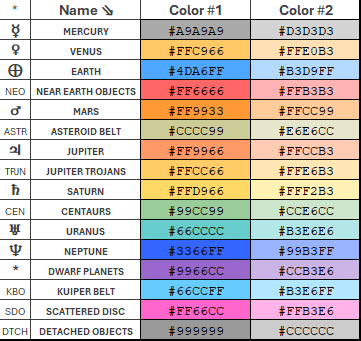 * Name ⇘ Color #1 Color #2
☿ MERCURY #A9A9A9 #D3D3D3
♀ VENUS #FFC966 #FFE0B3
🜨 EARTH #4DA6FF #B3D9FF
NEO NEAR EARTH OBJECTS #FF6666 #FFB3B3
♂ MARS #FF9933 #FFCC99
ASTR ASTEROID BELT #CCCC99 #E6E6CC
♃ JUPITER #FF9966 #FFCCB3
TRJN JUPITER TROJANS #FFCC66 #FFE6B3
♄ SATURN #FFD966 #FFF2B3
CEN CENTAURS #99CC99 #CCE6CC
♅ URANUS #66CCCC #B3E6E6
♆ NEPTUNE #3366FF #99B3FF
* DWARF PLANETS #9966CC #CCB3E6
KBO KUIPER BELT #66CCFF #B3E6FF
SDO SCATTERED DISC #FF66CC #FFB3E6
DTCH DETACHED OBJECTS #999999 #CCCCCC